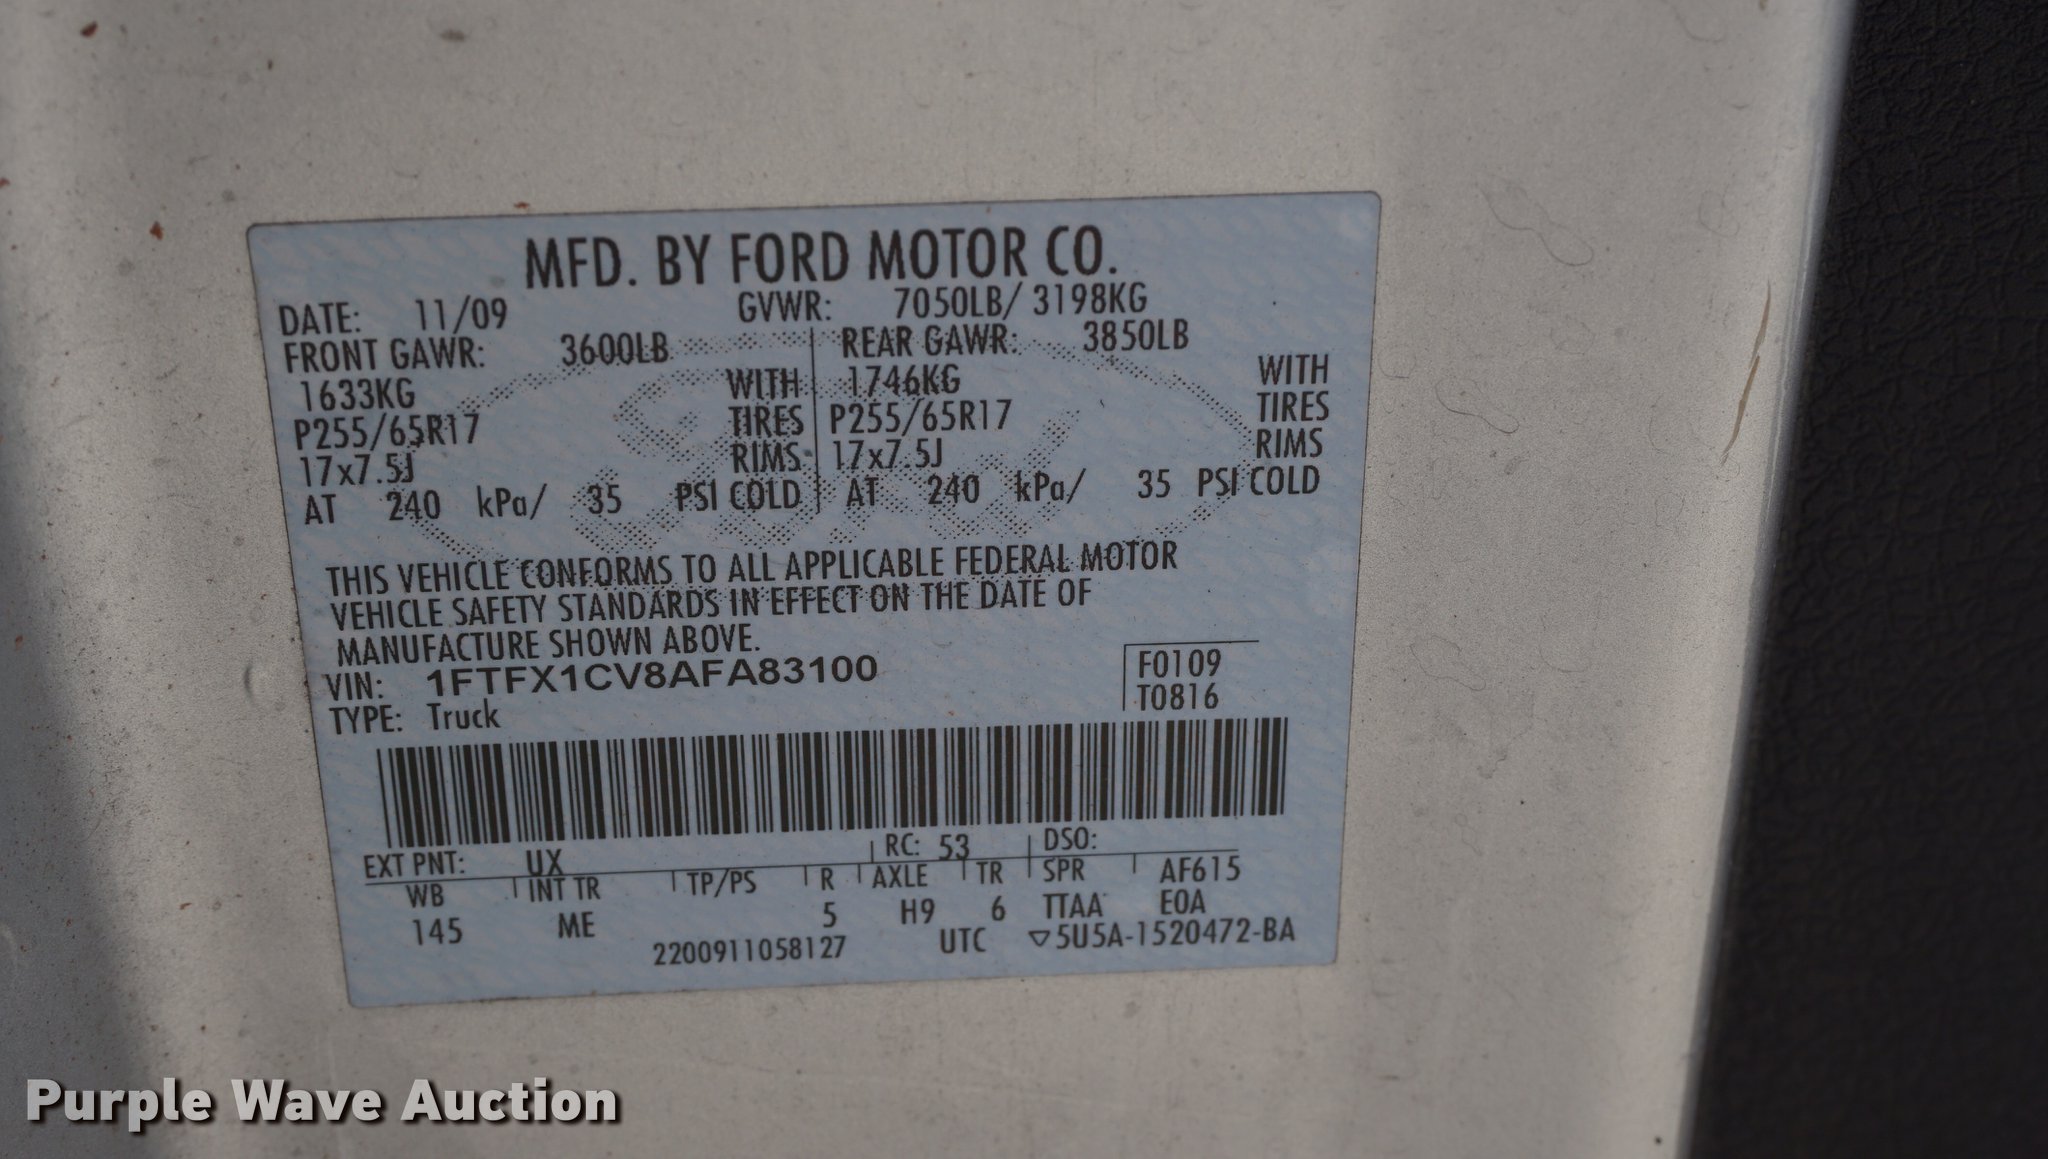 MFD. BY FORD MOTOR CO.
DATE: 11/09 GVWR: 7050LB/ 3198KG
FRONT GAWR: 3600LB REAR GAWR: 3850LB
1633KG WITH 1746KG WITH
P255/65R17 TIRES P255/65R17 TIRES
17x7.5J RIMS 17x7.5J RIMS
AT 240 kPa/ 35 PSI COLD AT 240 kPa/ 35 PSI COLD
THIS VEHICLE CONFORMS TO ALL APPLICABLE FEDERAL MOTOR
VEHICLE SAFETY STANDARDS IN EFFECT ON THE DATE OF
MANUFACTURE SHOWN ABOVE.
VIN: 1FTFX1CV8AFA83100 F0109
TYPE: Truck T0816
EXT PNT: UX RC: 53 DSO:
WB INT TR TP/PS R AXLE TR SPR AF615
145 ME 5 H9 6 TTAA EOA
2200911058127 UTC ▽5U5A-1520472-BA
Purple Wave Auction